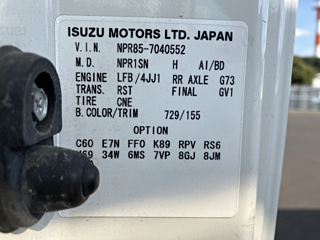 ISUZU MOTORS LTD. JAPAN
V.I.N. NPR85-7040552
M.D. NPR1SN H AI/BD
ENGINE LFB/4JJ1 RR AXLE G73
TRANS. RST FINAL GV1
TIRE CNE
B.COLOR/TRIM 729/155
OPTION
C60 E7N FF0 K89 RPV RS6
34W 6MS 7VP 8GJ 8JM